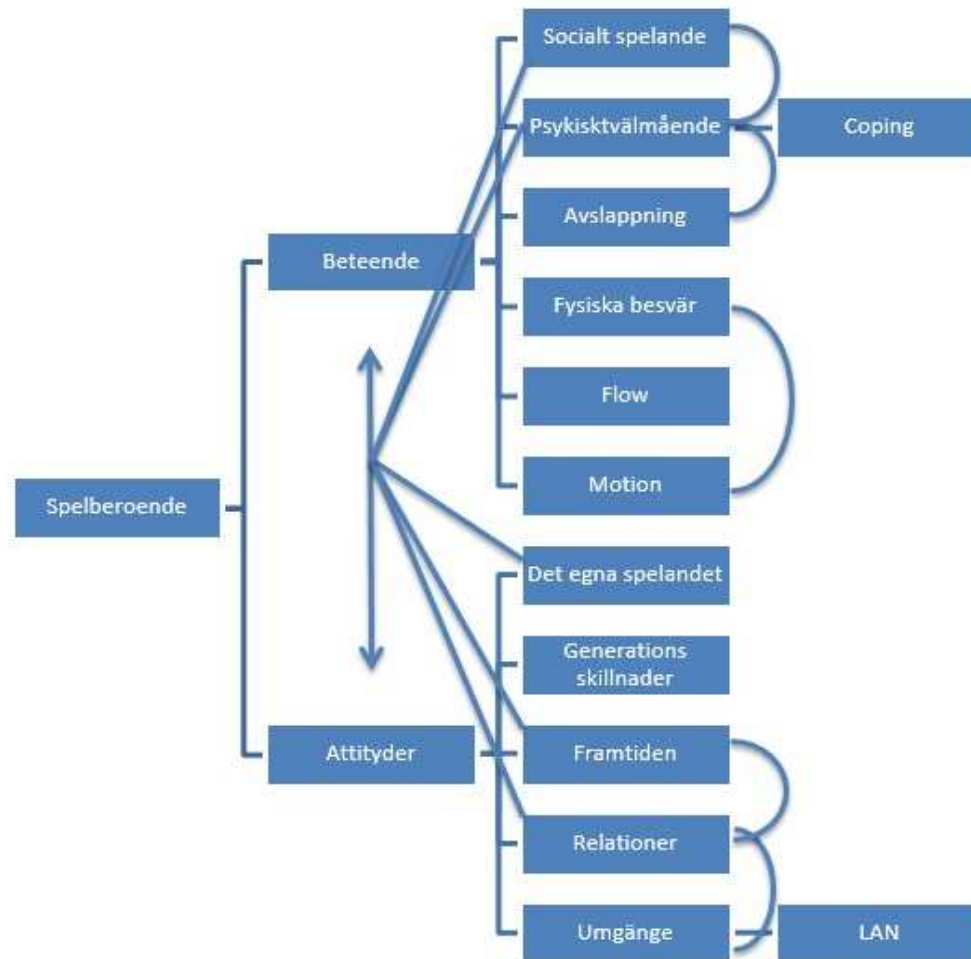 Socialt spelande
Psykisktvälmående
Coping
Avslappning
Beteende
Fysiska besvär
Flow
Motion
Spelberoende
Det egna spelandet
Generations
skillnader
Attityder
Framtiden
Relationer
Umgänge
LAN